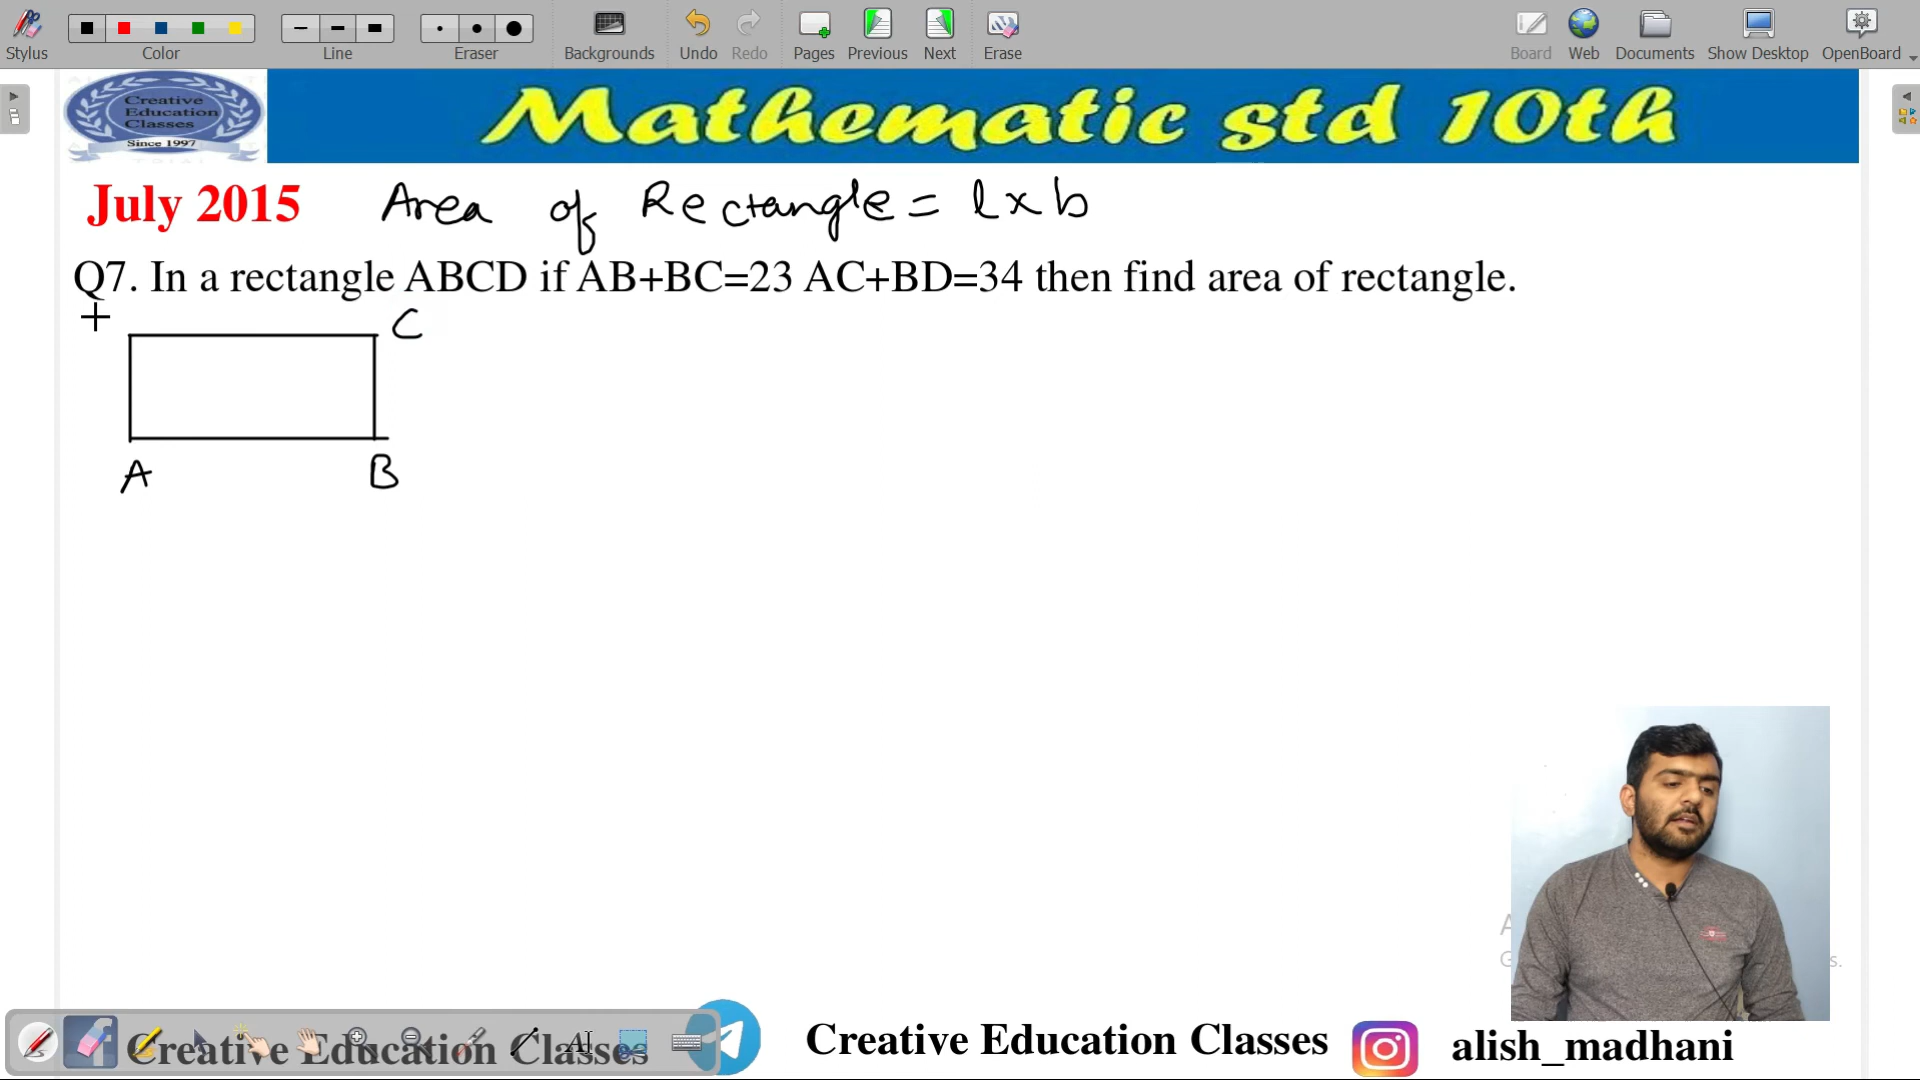 Stylus Color Line Eraser Backgrounds Undo Redo Pages Previous Next Erase Board Web Documents Show Desktop OpenBoard
Creative
Education
Classes
Since 1997
Mathematic std 10th
July 2015 Area of Rectangle = l x b
Q7. In a rectangle ABCD if AB+BC=23 AC+BD=34 then find area of rectangle.
C
A B
Creative Education Classes
Creative Education Classes
alish_madhani